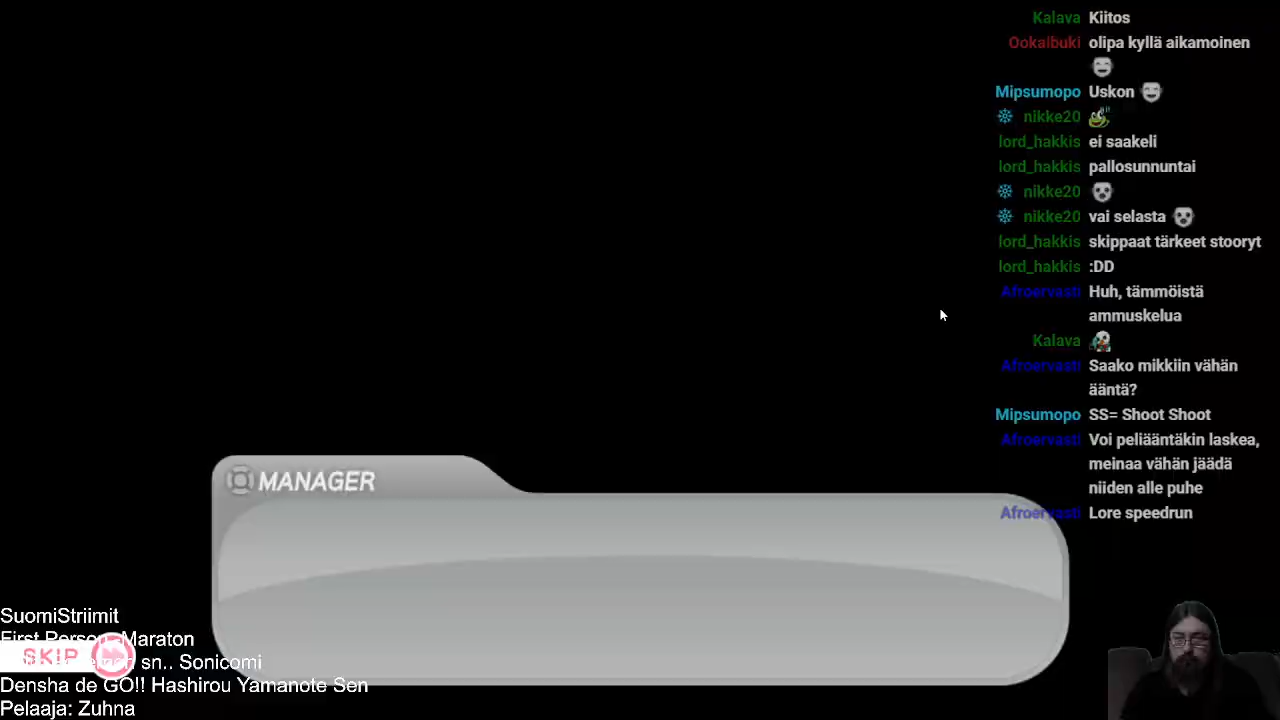 Kalava Kiitos
Ookalbuki olipa kyllä aikamoinen
Mipsumopo Uskon
nikke20
lord_hakkis ei saakeli
lord_hakkis pallosunnuntai
nikke20
nikke20 vai selasta
lord_hakkis skippaat tärkeet stooryt
lord_hakkis :DD
Afroervasti Huh, tämmöistä
ammuskelua
Kalava
Afroervasti Saako mikkiin vähän
ääntä?
Mipsumopo SS= Shoot Shoot
Afroervasti Voi peliääntäkin laskea,
meinaa vähän jäädä
niiden alle puhe
Afroervasti Lore speedrun
MANAGER
SuomiStriimit
First Person -Maraton
SKIP
sn.. Sonicomi
Densha de GO!! Hashirou Yamanote Sen
Pelaaja: Zuhna